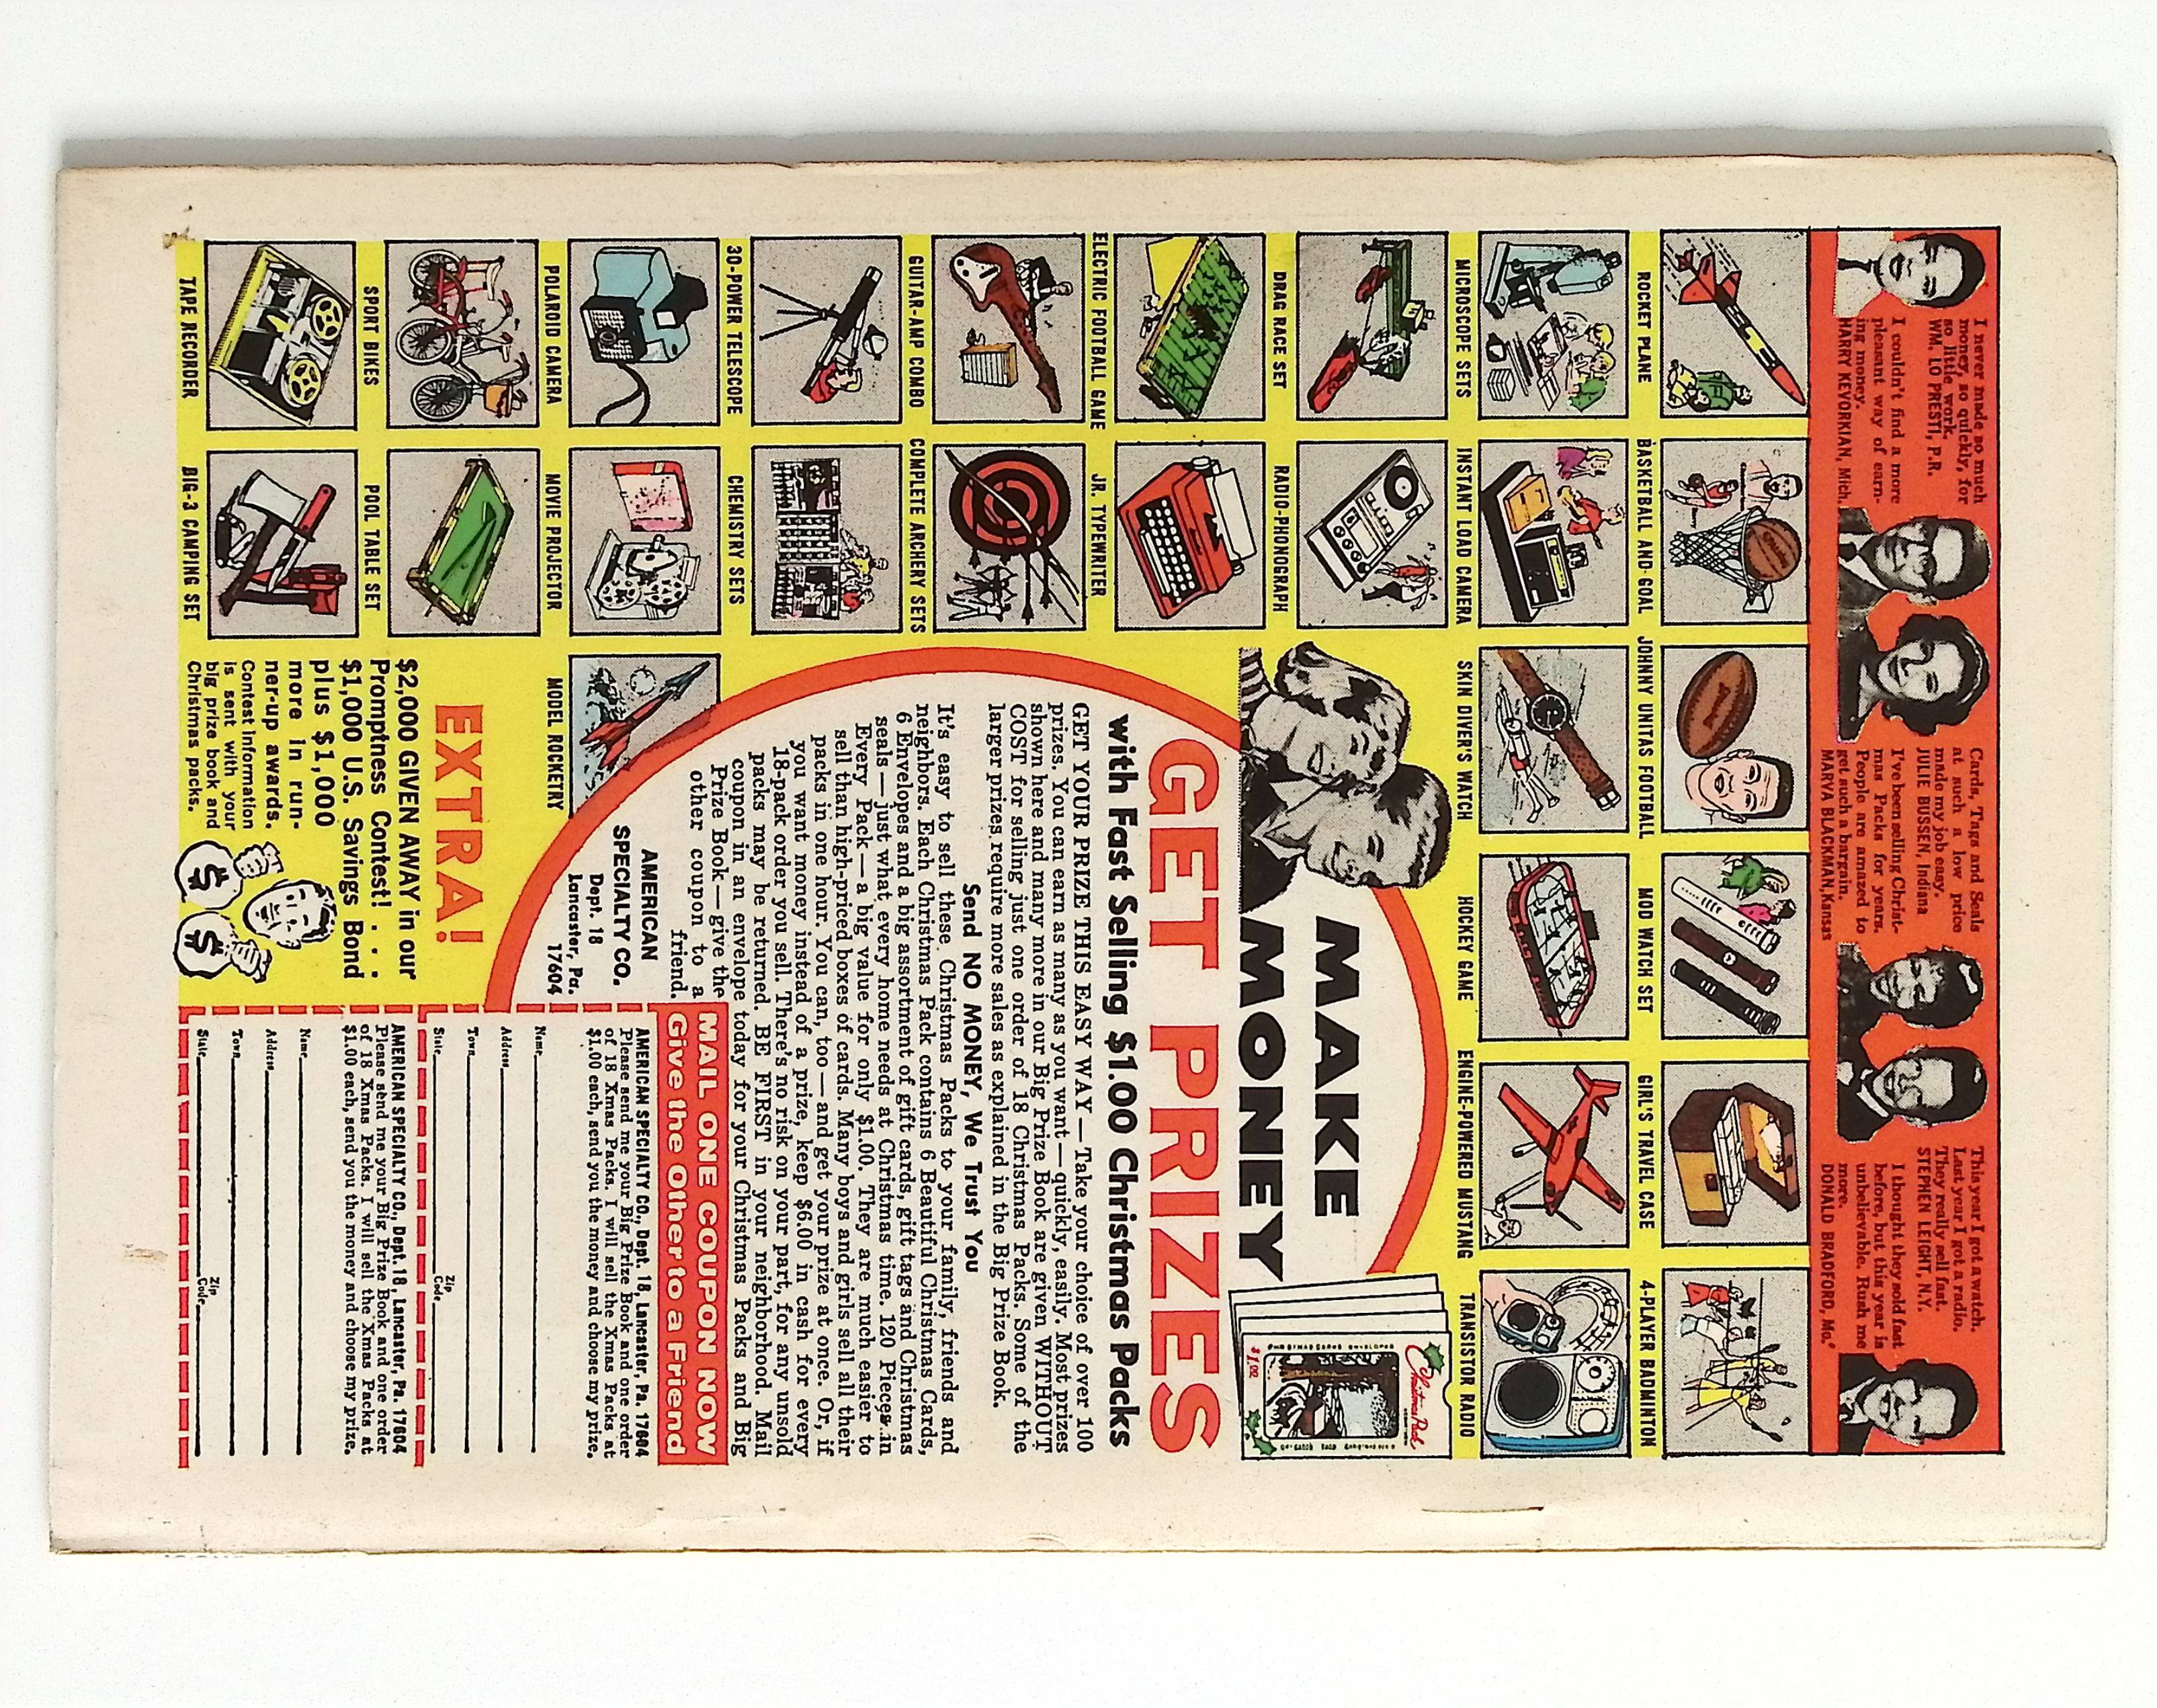 I never made so much
money, so quickly, for
so little work.
WM. LO PRESTI, P.R.
I couldn't find a more
pleasant way of earn-
ing money.
HARRY KEVORKIAN, Mich.
Cards, Tags and Seals
at such a low price
made my job easy.
JULIE BUSSEN, Indiana
I've been selling Christ-
mas Packs for years.
People are amazed to
get such a bargain.
MARVA BLACKMAN, Kansas
This year I got a watch.
Last year I got a radio.
They really sell fast.
STEPHEN LEIGHT, N.Y.
I thought they sold fast
before, but this year is
unbelievable. Rush me
more.
DONALD BRADFORD, Mo.
ROCKET PLANE
BASKETBALL AND GOAL
JOHNNY UNITAS FOOTBALL
MOD WATCH SET
GIRL'S TRAVEL CASE
4-PLAYER BADMINTON
MICROSCOPE SETS
INSTANT LOAD CAMERA
SKIN DIVER'S WATCH
HOCKEY GAME
ENGINE-POWERED MUSTANG
TRANSISTOR RADIO
DRAG RACE SET
RADIO-PHONOGRAPH
ELECTRIC FOOTBALL GAME
JR. TYPEWRITER
GUITAR-AMP COMBO
COMPLETE ARCHERY SETS
30-POWER TELESCOPE
CHEMISTRY SETS
POLAROID CAMERA
MOVIE PROJECTOR
MODEL ROCKETRY
SPORT BIKES
POOL TABLE SET
TAPE RECORDER
BIG-3 CAMPING SET
MAKE
MONEY
Christmas Pack
$1.00
GET PRIZES
with Fast Selling $1.00 Christmas Packs
GET YOUR PRIZE THIS EASY WAY — Take your choice of over 100
prizes. You can earn as many as you want — quickly, easily. Most prizes
shown here and many more in our Big Prize Book are given WITHOUT
COST for selling just one order of 18 Christmas Packs. Some of the
larger prizes require more sales as explained in the Big Prize Book.
Send NO MONEY, We Trust You
It's easy to sell these Christmas Packs to your family, friends and
neighbors. Each Christmas Pack contains 6 Beautiful Christmas Cards,
6 Envelopes and a big assortment of gift cards, gift tags and Christmas
seals — just what every home needs at Christmas time. 120 Pieces in
Every Pack — a big value for only $1.00. They are much easier to
sell than high-priced boxes of cards. Many boys and girls sell all their
packs in one hour. You can, too — and get your prize at once. Or, if
you want money instead of a prize, keep $6.00 in cash for every
18-pack order you sell. There's no risk on your part, for any unsold
packs may be returned. BE FIRST in your neighborhood. Mail
coupon in an envelope today for your Christmas Packs and Big
Prize Book — give the
other coupon to a
friend.
AMERICAN
SPECIALTY CO.
Dept. 18
Lancaster, Pa.
17604
EXTRA!
$2,000 GIVEN AWAY in our
Promptness Contest! . . .
$1,000 U.S. Savings Bond
plus $1,000
more in run-
ner-up awards.
Contest information
is sent with your
big prize book and
Christmas packs.
$
$
MAIL ONE COUPON NOW
Give the Other to a Friend
AMERICAN SPECIALTY CO., Dept. 18, Lancaster, Pa. 17604
Please send me your Big Prize Book and one order
of 18 Xmas Packs. I will sell the Xmas Packs at
$1.00 each, send you the money and choose my prize.
Name
Address
Town
State
Zip
Code
AMERICAN SPECIALTY CO., Dept. 18, Lancaster, Pa. 17604
Please send me your Big Prize Book and one order
of 18 Xmas Packs. I will sell the Xmas Packs at
$1.00 each, send you the money and choose my prize.
Name
Address
Town
State
Zip
Code